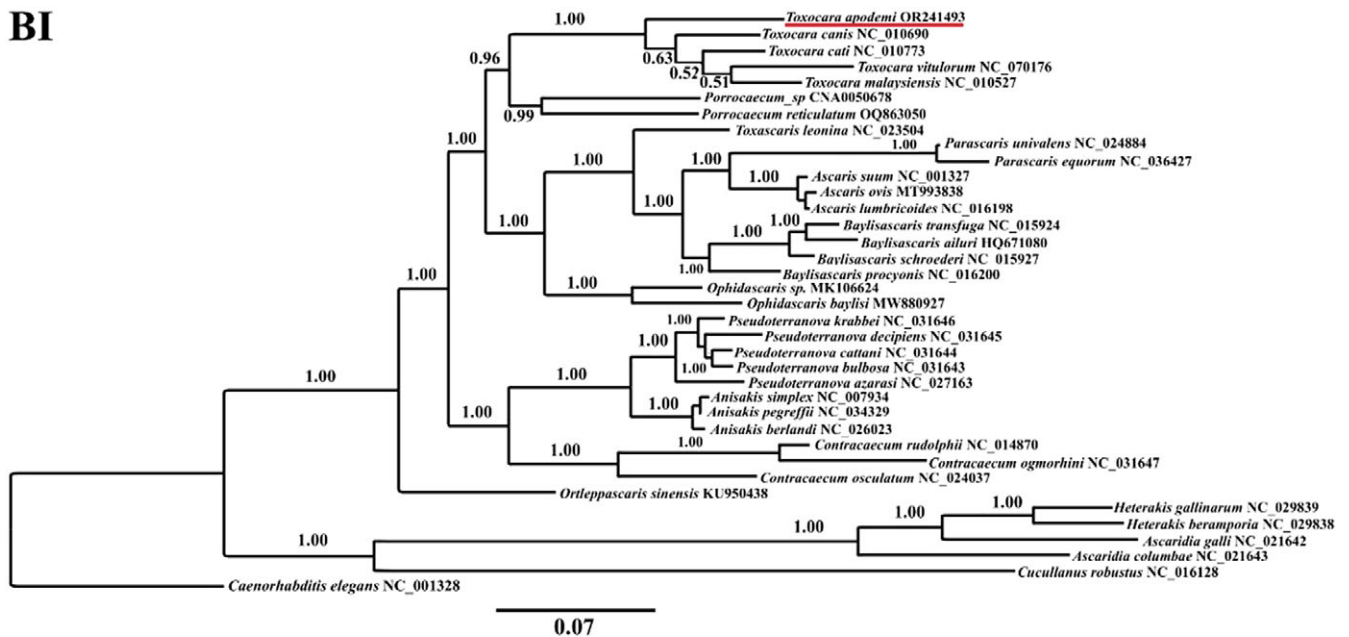 BI
1.00
Toxocara apodemi OR241493
Toxocara canis NC_010690
0.63
Toxocara cati NC_010773
0.96
0.52
Toxocara vitulorum NC_070176
0.51
Toxocara malaysiensis NC_010527
Porrocaecum_sp CNA0050678
0.99
Porrocaecum reticulatum OQ863050
Toxascaris leonina NC_023504
1.00
1.00
Parascaris univalens NC_024884
1.00
1.00
Parascaris equorum NC_036427
1.00
Ascaris suum NC_001327
Ascaris ovis MT993838
1.00
Ascaris lumbricoides NC_016198
1.00
1.00
Baylisascaris transfuga NC_015924
1.00
Baylisascaris ailuri HQ671080
Baylisascaris schroederi NC_015927
1.00
Baylisascaris procyonis NC_016200
1.00
1.00
Ophidascaris sp. MK106624
Ophidascaris baylisi MW880927
1.00
Pseudoterranova krabbei NC_031646
Pseudoterranova decipiens NC_031645
1.00
Pseudoterranova cattani NC_031644
1.00
Pseudoterranova bulbosa NC_031643
1.00
1.00
Pseudoterranova azarasi NC_027163
Anisakis simplex NC_007934
1.00
1.00
Anisakis pegreffii NC_034329
Anisakis berlandi NC_026023
1.00
Contracaecum rudolphii NC_014870
1.00
Contracaecum ogmorhini NC_031647
Contracaecum osculatum NC_024037
Ortleppascaris sinensis KU950438
1.00
Heterakis gallinarum NC_029839
1.00
Heterakis beramporia NC_029838
1.00
1.00
Ascaridia galli NC_021642
Ascaridia columbae NC_021643
Cucullanus robustus NC_016128
Caenorhabditis elegans NC_001328
0.07